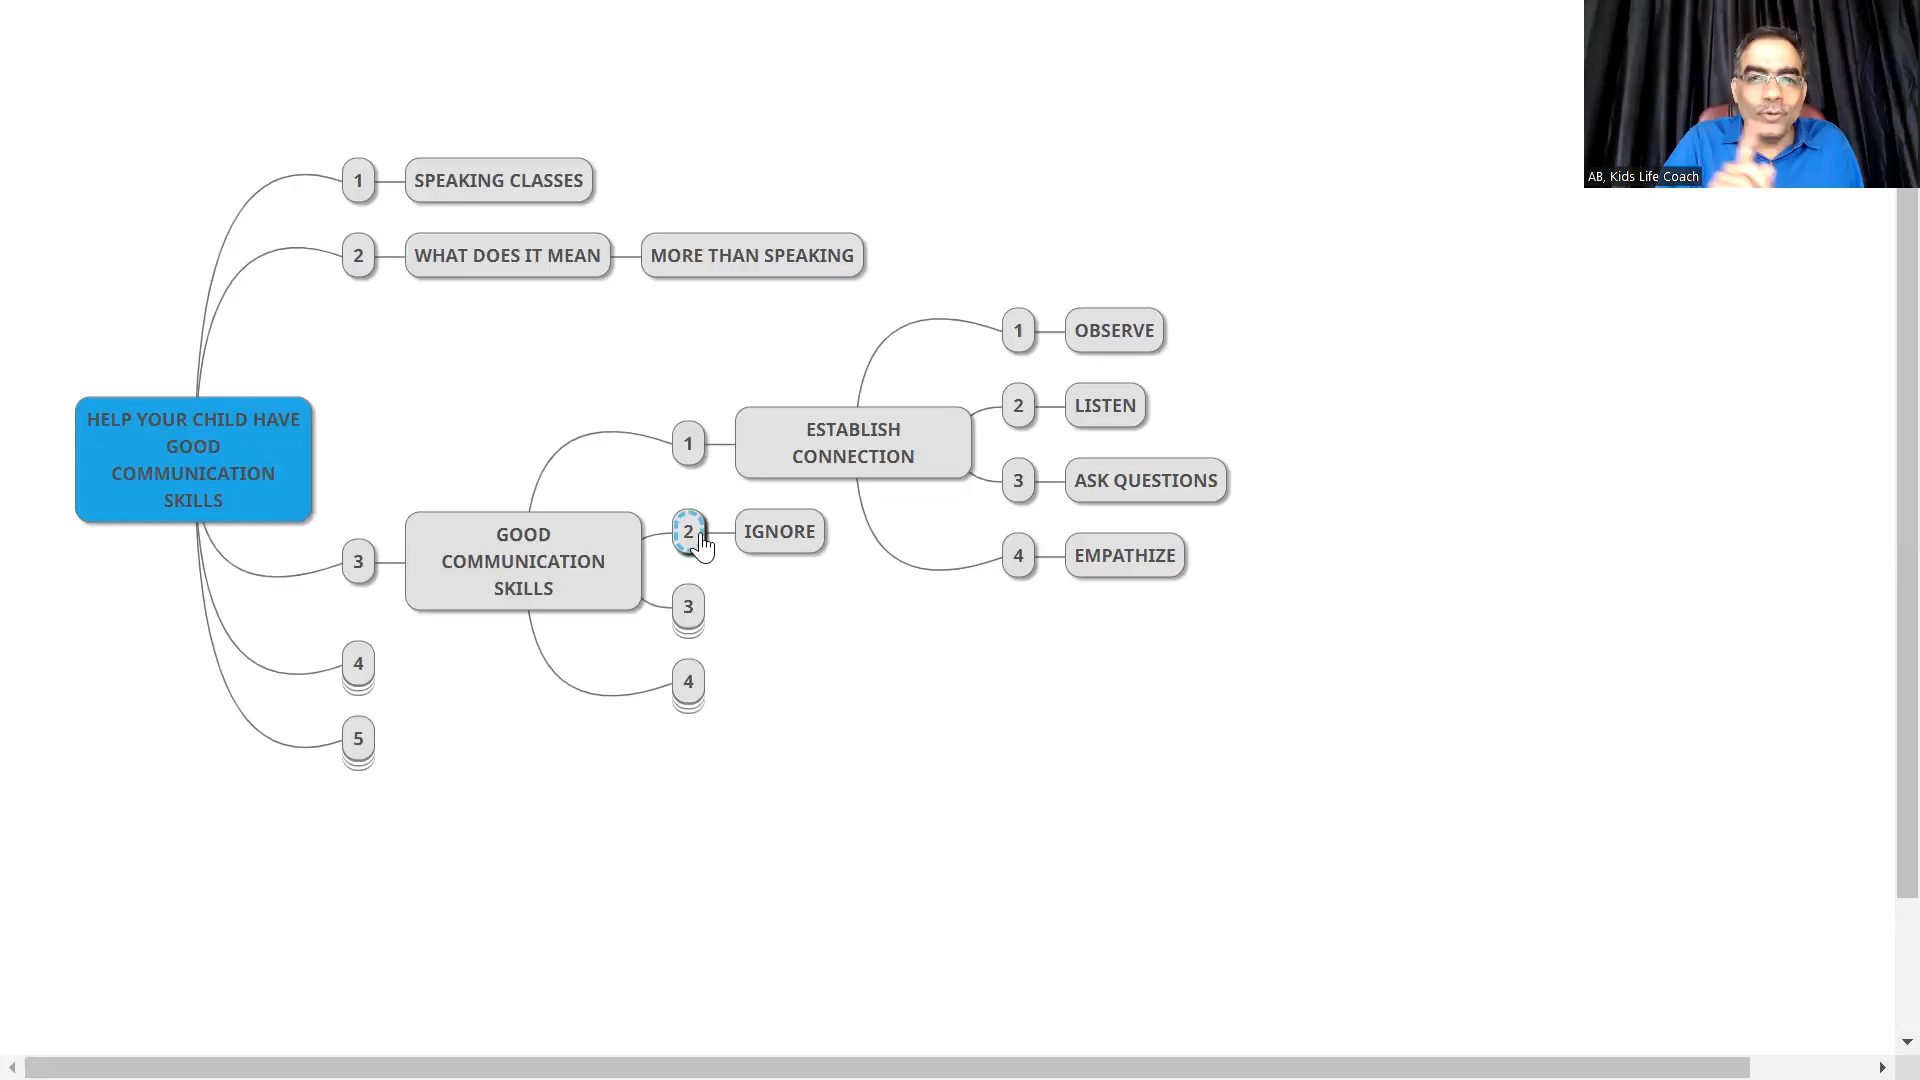 AB, Kids Life Coach
1
SPEAKING CLASSES
2
WHAT DOES IT MEAN
MORE THAN SPEAKING
HELP YOUR CHILD HAVE
GOOD
COMMUNICATION
SKILLS
3
GOOD
COMMUNICATION
SKILLS
1
ESTABLISH
CONNECTION
1
OBSERVE
2
LISTEN
3
ASK QUESTIONS
4
EMPATHIZE
2
IGNORE
3
4
4
5